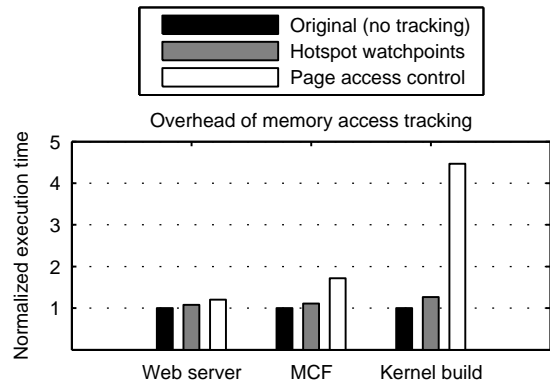 Original (no tracking)
Hotspot watchpoints
Page access control
Overhead of memory access tracking
Normalized execution time
5
4
3
2
1
Web server MCF Kernel build